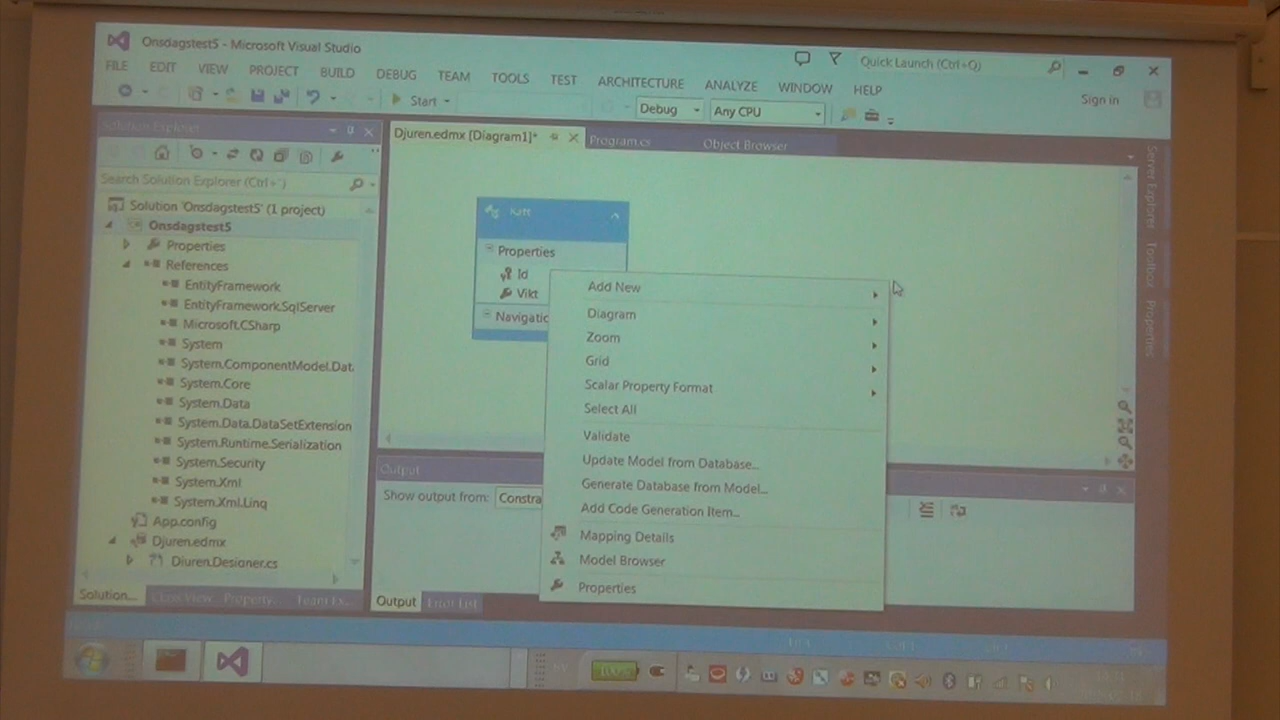 Onsdagstest5 - Microsoft Visual Studio
Quick Launch (Ctrl+Q)
FILE EDIT VIEW PROJECT BUILD DEBUG TEAM TOOLS TEST ARCHITECTURE ANALYZE WINDOW HELP
Sign in
Start
Debug
Any CPU
Solution Explorer
Djuren.edmx [Diagram1]*
Program.cs
Object Browser
Search Solution Explorer (Ctrl+¨)
Solution 'Onsdagstest5' (1 project)
Onsdagstest5
Properties
References
EntityFramework
EntityFramework.SqlServer
Microsoft.CSharp
System
System.ComponentModel.Dat
System.Core
System.Data
System.Data.DataSetExtension
System.Runtime.Serialization
System.Security
System.Xml
System.Xml.Linq
App.config
Djuren.edmx
Djuren.Designer.cs
Solution...
Class View
Property...
Team Ex...
Katt
Properties
Id
Vikt
Navigatio
Add New
Diagram
Zoom
Grid
Scalar Property Format
Select All
Validate
Update Model from Database...
Generate Database from Model...
Add Code Generation Item...
Mapping Details
Model Browser
Properties
Output
Show output from:
Constra
Output
Error List
Server Explorer
Toolbox
Properties
100%